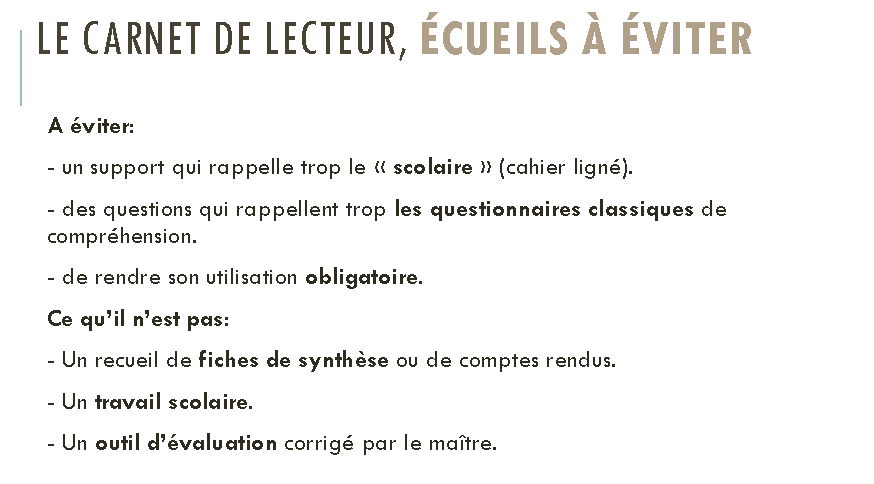 LE CARNET DE LECTEUR, ÉCUEILS À ÉVITER
A éviter:
- un support qui rappelle trop le « scolaire » (cahier ligné).
- des questions qui rappellent trop les questionnaires classiques de
compréhension.
- de rendre son utilisation obligatoire.
Ce qu’il n’est pas:
- Un recueil de fiches de synthèse ou de comptes rendus.
- Un travail scolaire.
- Un outil d’évaluation corrigé par le maître.